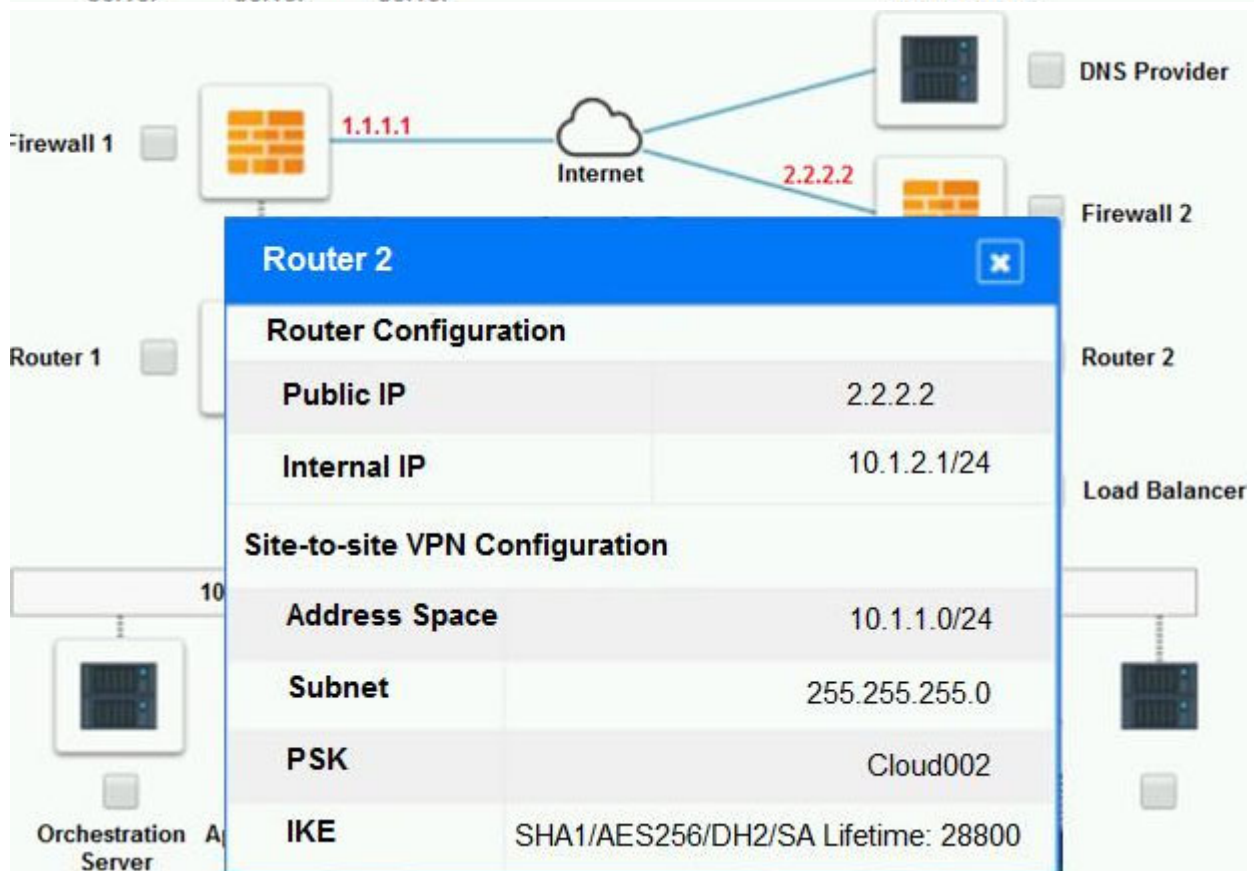 DNS Provider
Firewall 1
1.1.1.1
Internet
2.2.2.2
Firewall 2
Router 2
Router Configuration
Router 1
Router 2
Public IP 2.2.2.2
Internal IP 10.1.2.1/24
Load Balancer
Site-to-site VPN Configuration
10
Address Space 10.1.1.0/24
Subnet 255.255.255.0
PSK Cloud002
IKE SHA1/AES256/DH2/SA Lifetime: 28800
Orchestration
Server